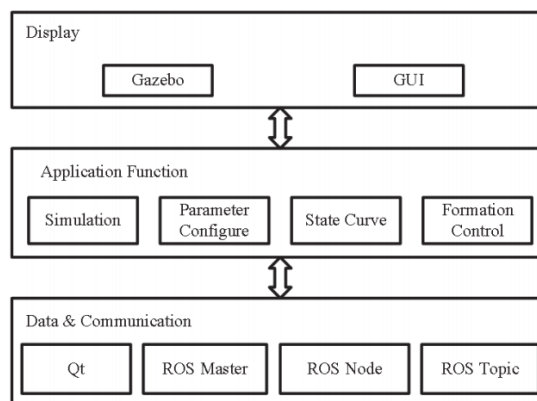 Display
Gazebo
GUI
Application Function
Simulation
Parameter
Configure
State Curve
Formation
Control
Data & Communication
Qt
ROS Master
ROS Node
ROS Topic